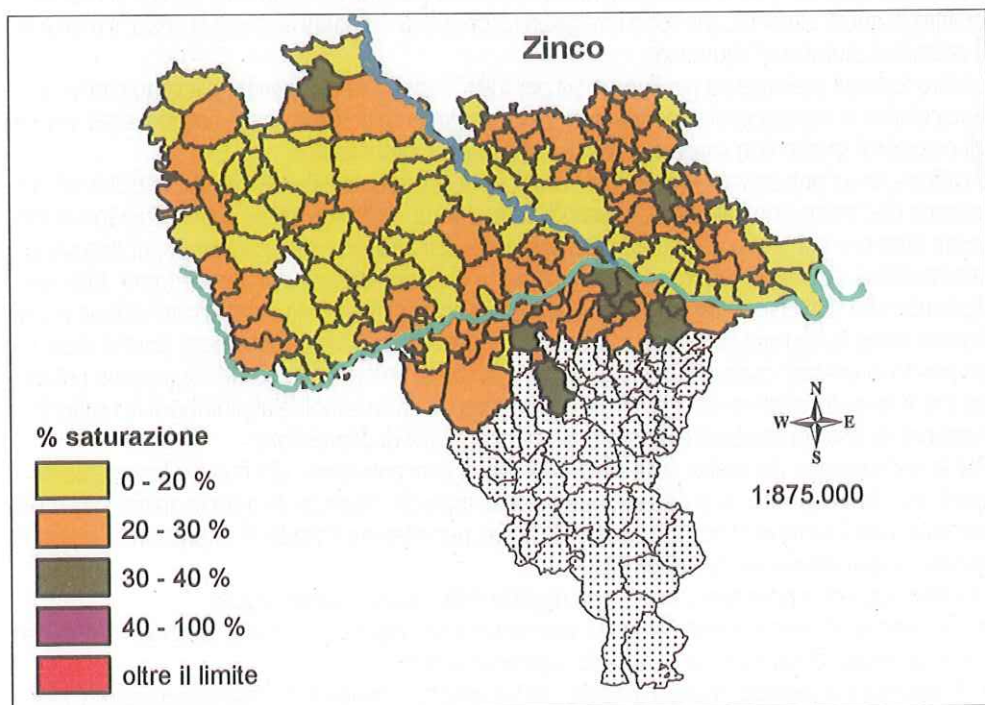 Zinco
% saturazione
0 - 20 %
20 - 30 %
30 - 40 %
40 - 100 %
oltre il limite
N
W E
S
1:875.000